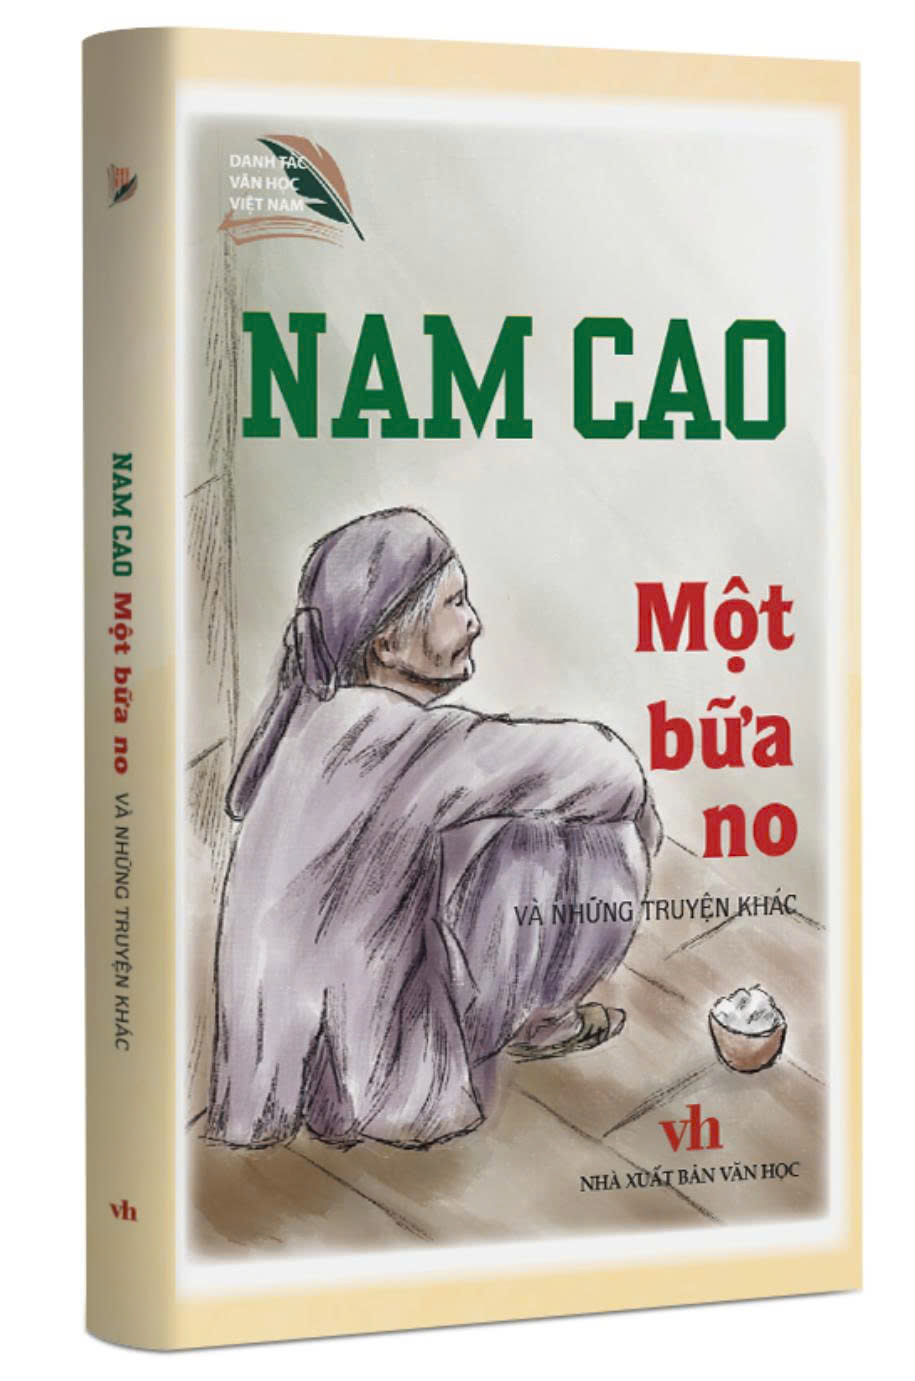 DANH TÁC
VĂN HỌC
VIỆT NAM
NAM CAO
Một
bữa
no
VÀ NHỮNG TRUYỆN KHÁC
vh
NHÀ XUẤT BẢN VĂN HỌC
NAM CAO Một bữa no VÀ NHỮNG TRUYỆN KHÁC
vh